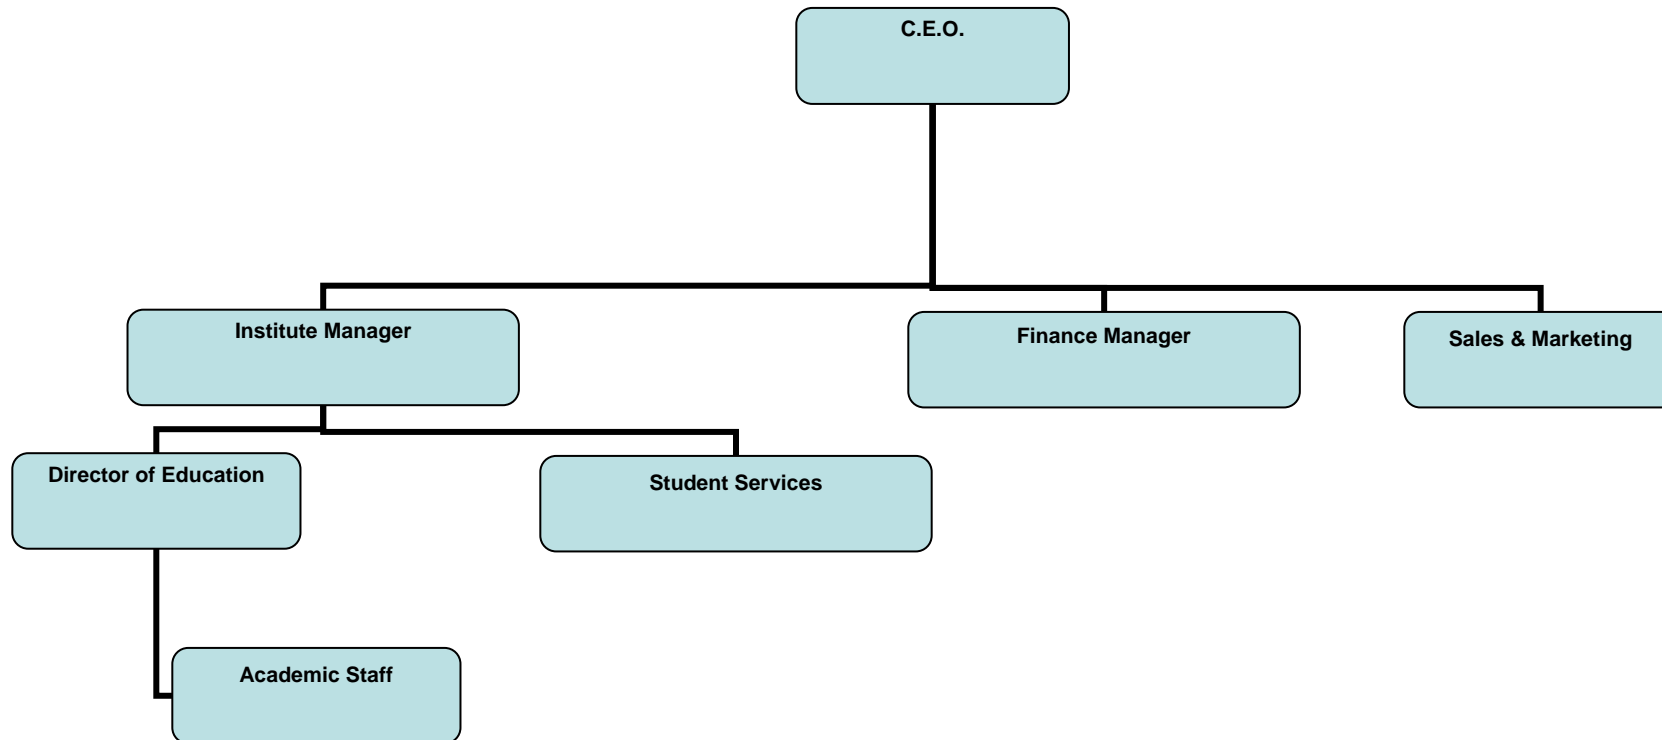 C.E.O.
Institute Manager
Finance Manager
Sales & Marketing
Director of Education
Student Services
Academic Staff